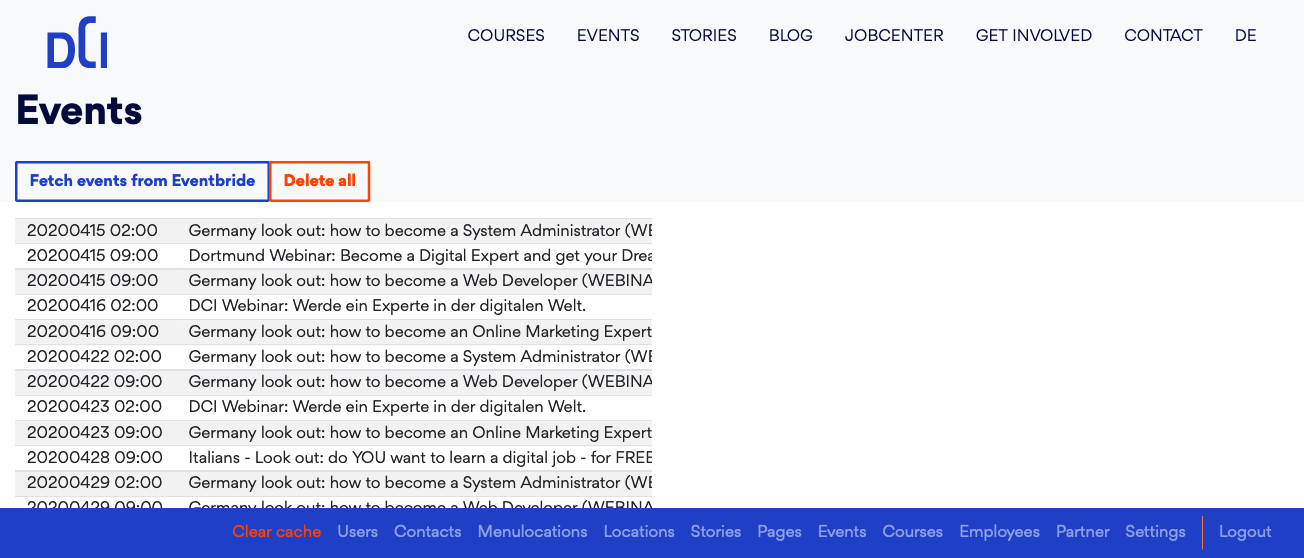 DCI
COURSES EVENTS STORIES BLOG JOBCENTER GET INVOLVED CONTACT DE
Events
Fetch events from Eventbride Delete all
20200415 02:00 Germany look out: how to become a System Administrator (WE
20200415 09:00 Dortmund Webinar: Become a Digital Expert and get your Drea
20200415 09:00 Germany look out: how to become a Web Developer (WEBINA
20200416 02:00 DCI Webinar: Werde ein Experte in der digitalen Welt.
20200416 09:00 Germany look out: how to become an Online Marketing Expert
20200422 02:00 Germany look out: how to become a System Administrator (WE
20200422 09:00 Germany look out: how to become a Web Developer (WEBINA
20200423 02:00 DCI Webinar: Werde ein Experte in der digitalen Welt.
20200423 09:00 Germany look out: how to become an Online Marketing Expert
20200428 09:00 Italians - Look out: do YOU want to learn a digital job - for FREE
20200429 02:00 Germany look out: how to become a System Administrator (WE
20200429 09:00 Germany look out: how to become a Web Developer (WEBINA
Clear cache Users Contacts Menulocations Locations Stories Pages Events Courses Employees Partner Settings Logout